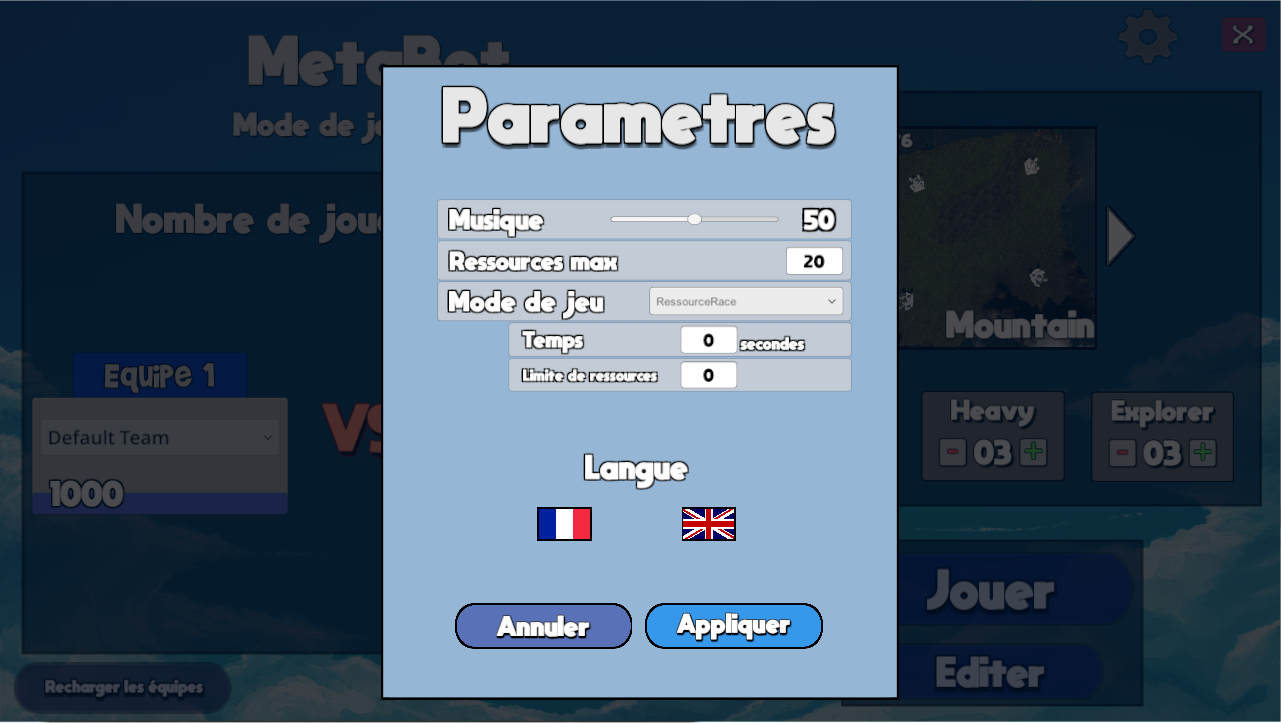 MetaBot
Mode de je
Parametres
6
Nombre de joue
Musique 50
Ressources max 20
Mode de jeu RessourceRace
Temps 0 secondes
Limite de ressources 0
Mountain
Equipe 1
Default Team
VS
1000
Heavy
- 03 +
Explorer
- 03 +
Langue
Annuler
Appliquer
Jouer
Editer
Recharger les équipes